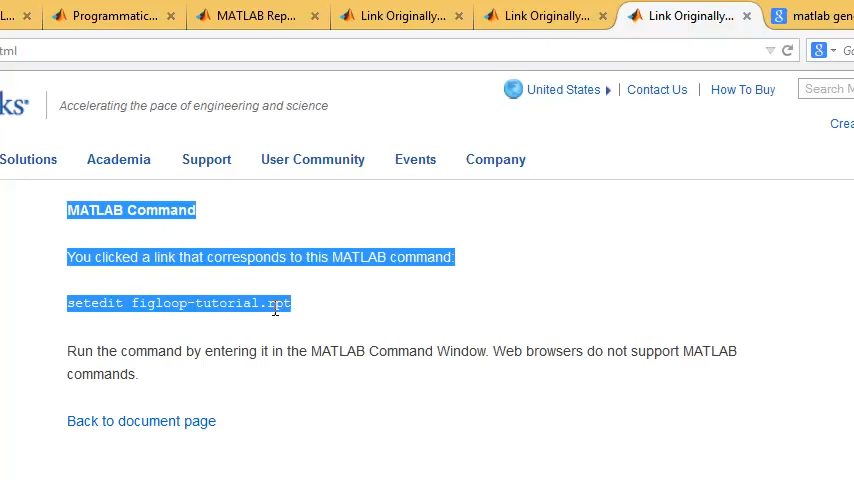 Programmatic...
MATLAB Rep...
Link Originally...
Link Originally...
Link Originally...
matlab gen
tml
ks®
Accelerating the pace of engineering and science
United States
Contact Us
How To Buy
Search M
Crea
Solutions
Academia
Support
User Community
Events
Company
MATLAB Command
You clicked a link that corresponds to this MATLAB command:
setedit figloop-tutorial.rpt
Run the command by entering it in the MATLAB Command Window. Web browsers do not support MATLAB
commands.
Back to document page